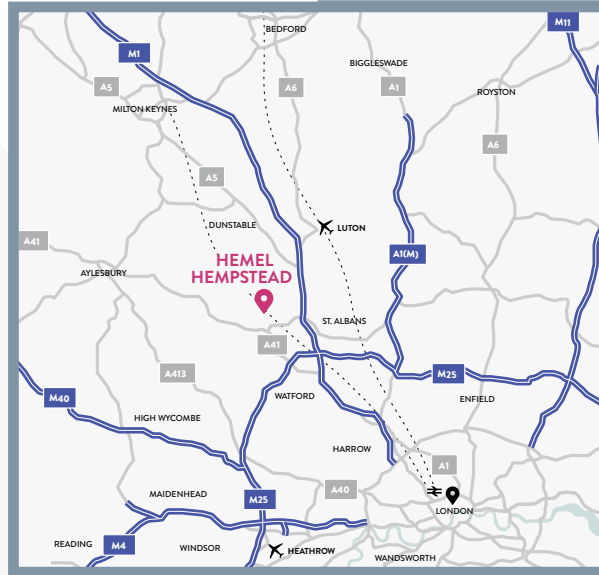 BEDFORD
M11
M1
BIGGLESWADE
A5
A6
A1
ROYSTON
MILTON KEYNES
A6
A5
DUNSTABLE
LUTON
A41
A1(M)
HEMEL
HEMPSTEAD
AYLESBURY
ST. ALBANS
A41
A413
M25
M40
WATFORD
ENFIELD
HIGH WYCOMBE
HARROW
A1
MAIDENHEAD
M25
A40
LONDON
READING
M4
WINDSOR
HEATHROW
WANDSWORTH